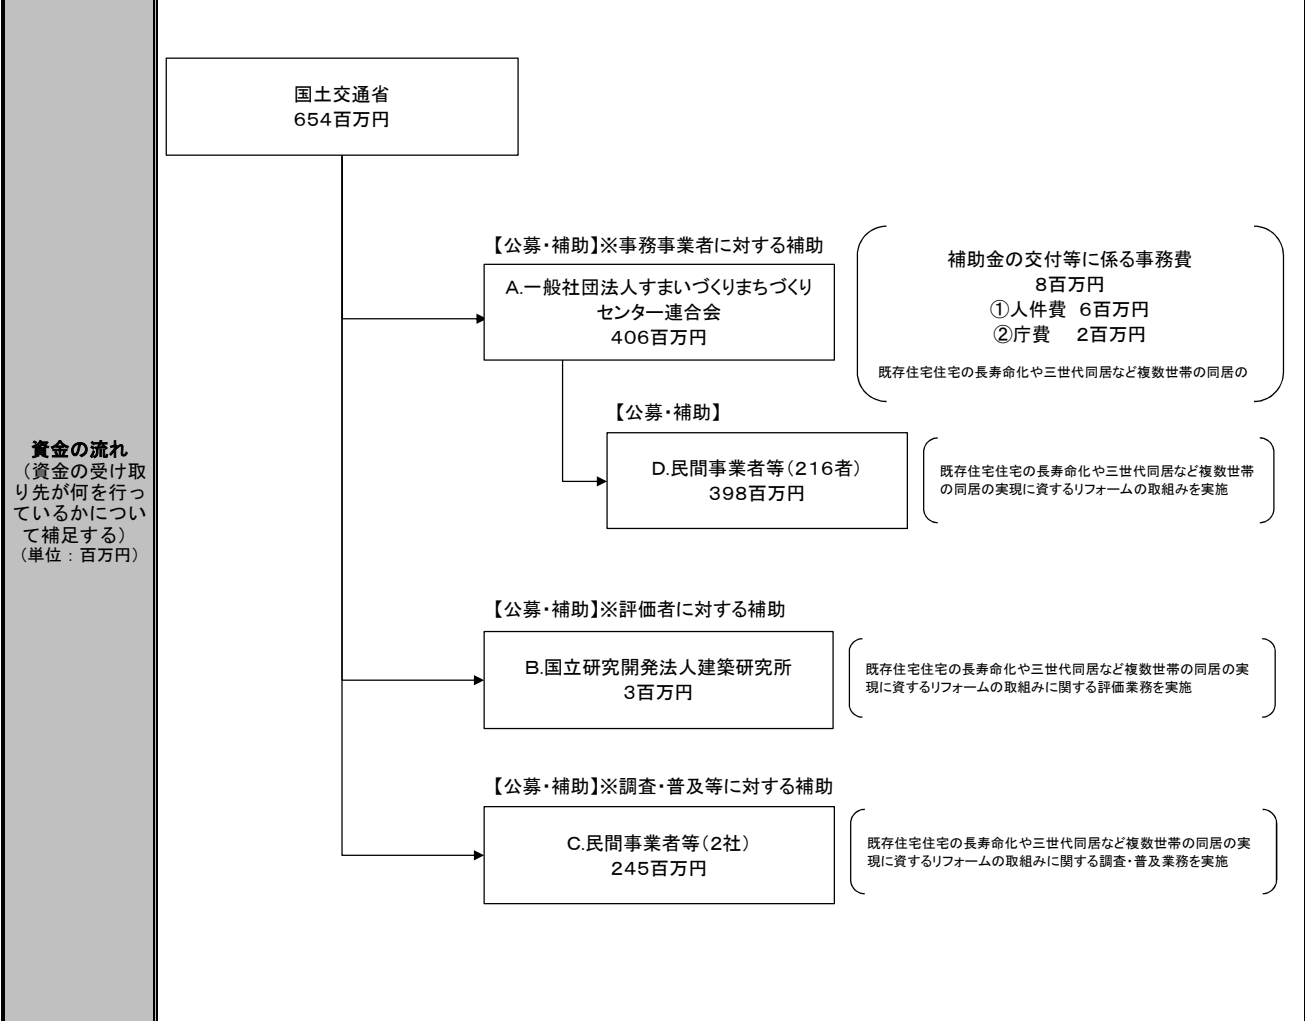 資金の流れ
（資金の受け取
り先が何を行っ
ているかについ
て補足する）
（単位：百万円）
国土交通省
654百万円
【公募・補助】※事務事業者に対する補助
A.一般社団法人すまいづくりまちづくり
センター連合会
406百万円
補助金の交付等に係る事務費
8百万円
①人件費　6百万円
②庁費　　2百万円
既存住宅住宅の長寿命化や三世代同居など複数世帯の同居の
【公募・補助】
D.民間事業者等（216者）
398百万円
既存住宅住宅の長寿命化や三世代同居など複数世帯
の同居の実現に資するリフォームの取組みを実施
【公募・補助】※評価者に対する補助
B.国立研究開発法人建築研究所
3百万円
既存住宅住宅の長寿命化や三世代同居など複数世帯の同居の実
現に資するリフォームの取組みに関する評価業務を実施
【公募・補助】※調査・普及等に対する補助
C.民間事業者等（2社）
245百万円
既存住宅住宅の長寿命化や三世代同居など複数世帯の同居の実
現に資するリフォームの取組みに関する調査・普及業務を実施